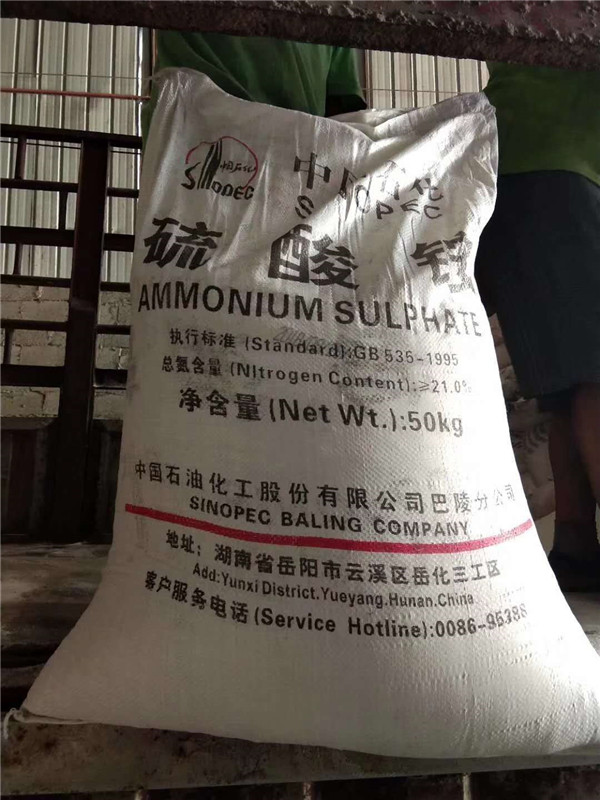 中国石化
SINOPEC
中国石化
SINOPEC
硫酸铵
AMMONIUM SULPHATE
执行标准 (Standard):GB 535-1995
总氮含量 (NItrogen Content):≥21.0%
净含量 (Net Wt.):50kg
中国石油化工股份有限公司巴陵分公司
SINOPEC BALING COMPANY
地址：湖南省岳阳市云溪区岳化三工区
Add:Yunxi District.Yueyang.Hunan.China
客户服务电话 (Service Hotline):0086-95388